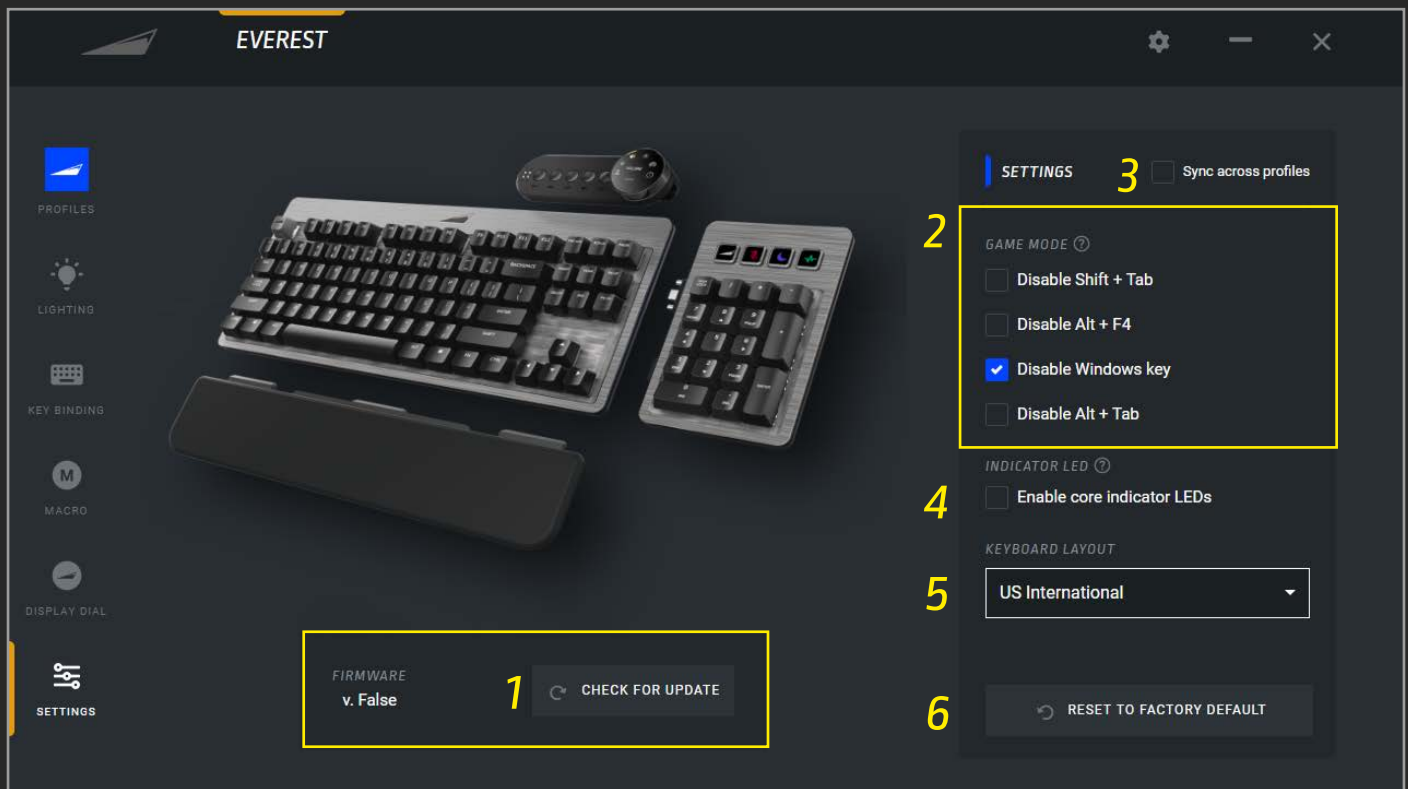 EVEREST
PROFILES
LIGHTING
KEY BINDING
M
MACRO
DISPLAY DIAL
SETTINGS
FIRMWARE
v. False
1
CHECK FOR UPDATE
SETTINGS
3
Sync across profiles
2
GAME MODE ?
Disable Shift + Tab
Disable Alt + F4
Disable Windows key
Disable Alt + Tab
INDICATOR LED ?
4
Enable core indicator LEDs
KEYBOARD LAYOUT
5
US International
6
RESET TO FACTORY DEFAULT